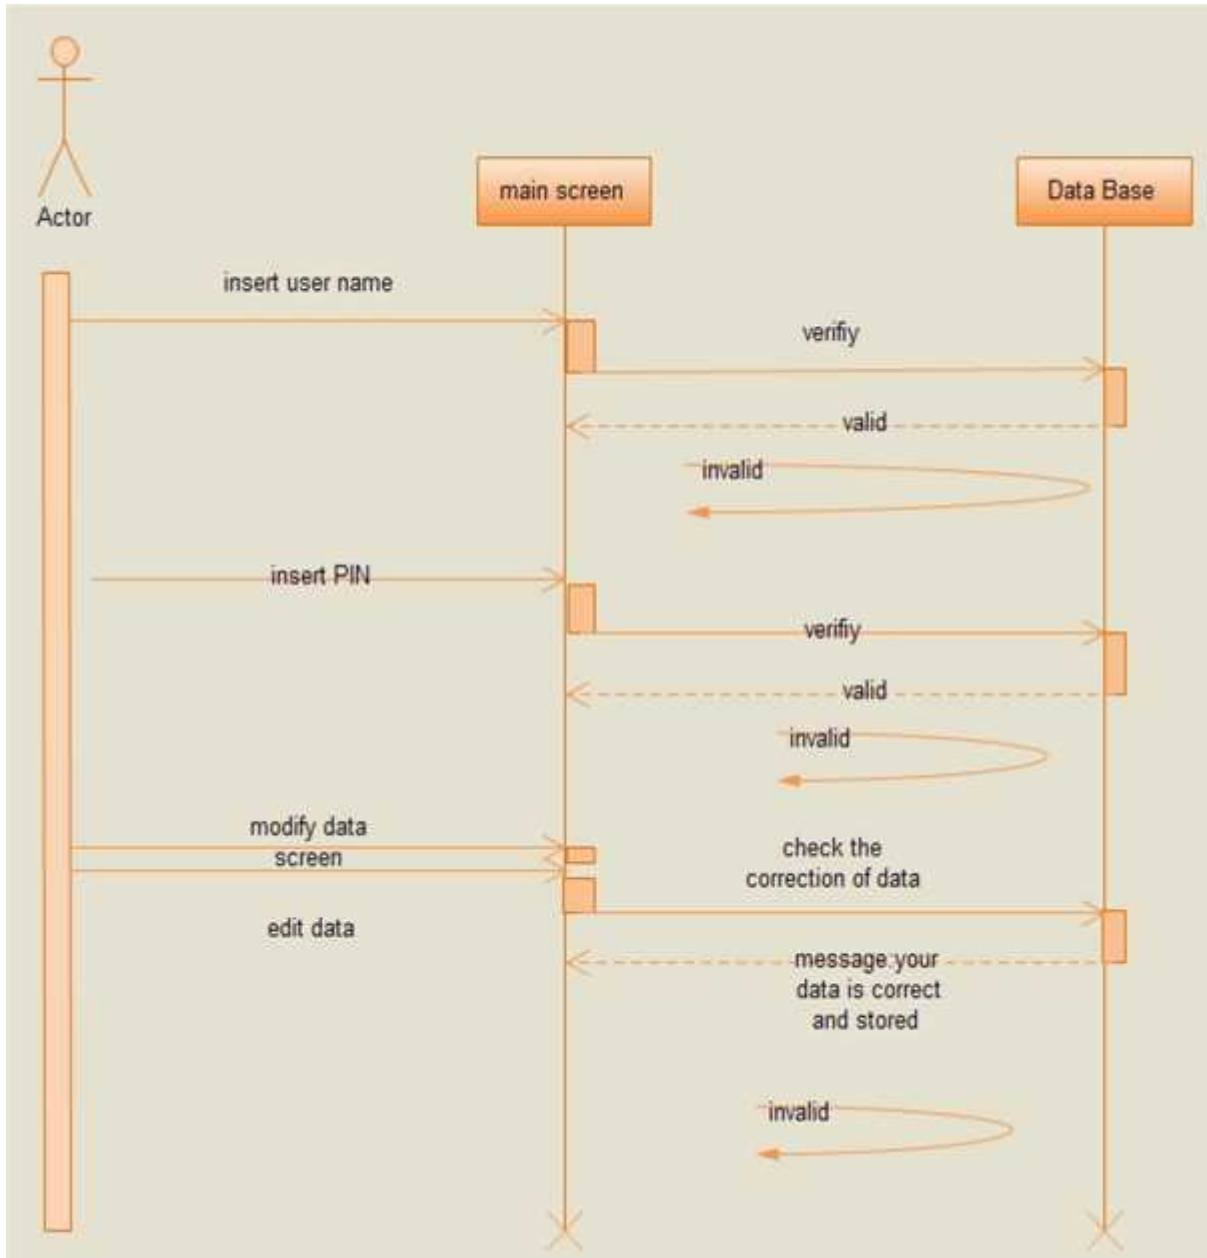 Actor
main screen
Data Base
insert user name
verifiy
valid
invalid
insert PIN
verifiy
valid
invalid
modify data
screen
check the
correction of data
edit data
message:your
data is correct
and stored
invalid